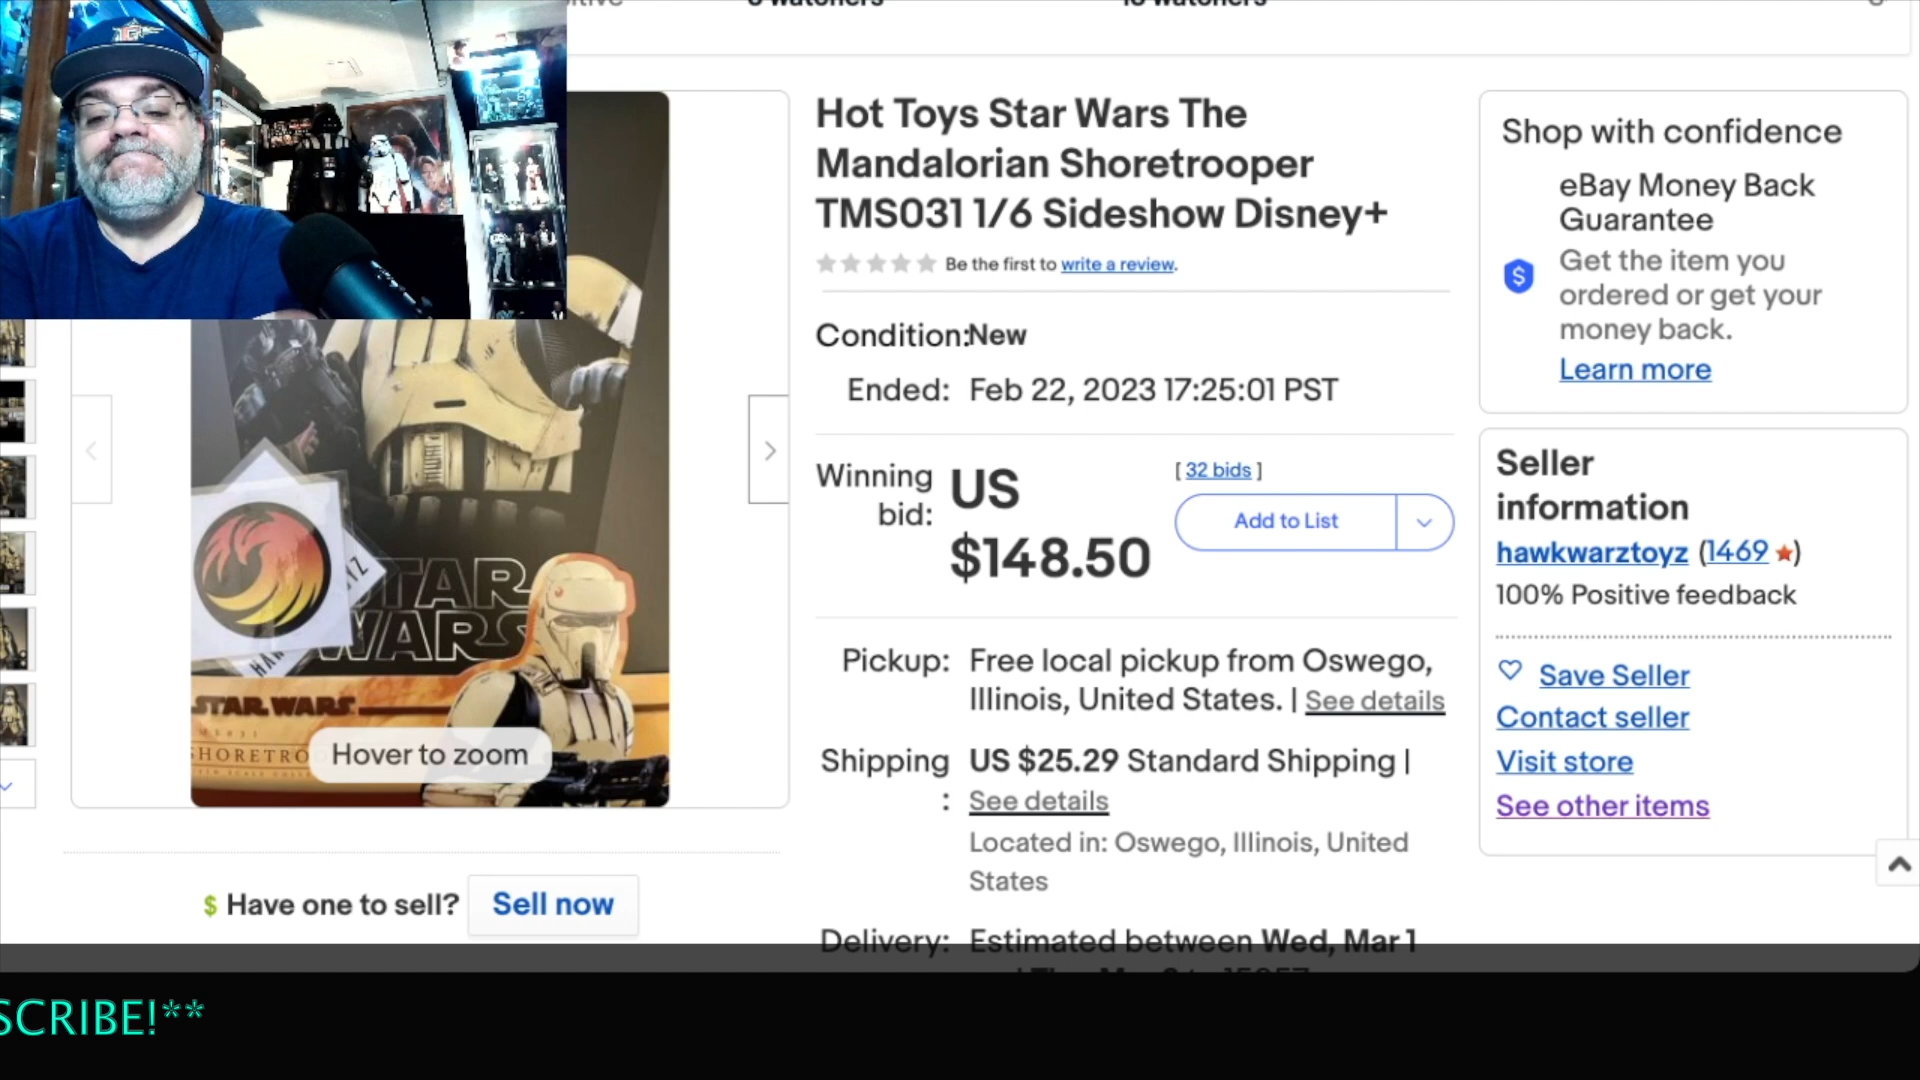 8 watchers
18 watchers
Hot Toys Star Wars The
Mandalorian Shoretrooper
TMS031 1/6 Sideshow Disney+
Be the first to write a review.
Condition: New
Ended: Feb 22, 2023 17:25:01 PST
Winning bid:
US $148.50
[ 32 bids ]
Add to List
Pickup: Free local pickup from Oswego,
Illinois, United States. | See details
Shipping : US $25.29 Standard Shipping |
See details
Located in: Oswego, Illinois, United
States
Delivery: Estimated between Wed, Mar 1
Shop with confidence
eBay Money Back
Guarantee
Get the item you
ordered or get your
money back.
Learn more
Seller
information
hawkwarztoyz (1469)
100% Positive feedback
Save Seller
Contact seller
Visit store
See other items
STAR
WARS
STAR WARS
Hover to zoom
$ Have one to sell? Sell now
SCRIBE!**